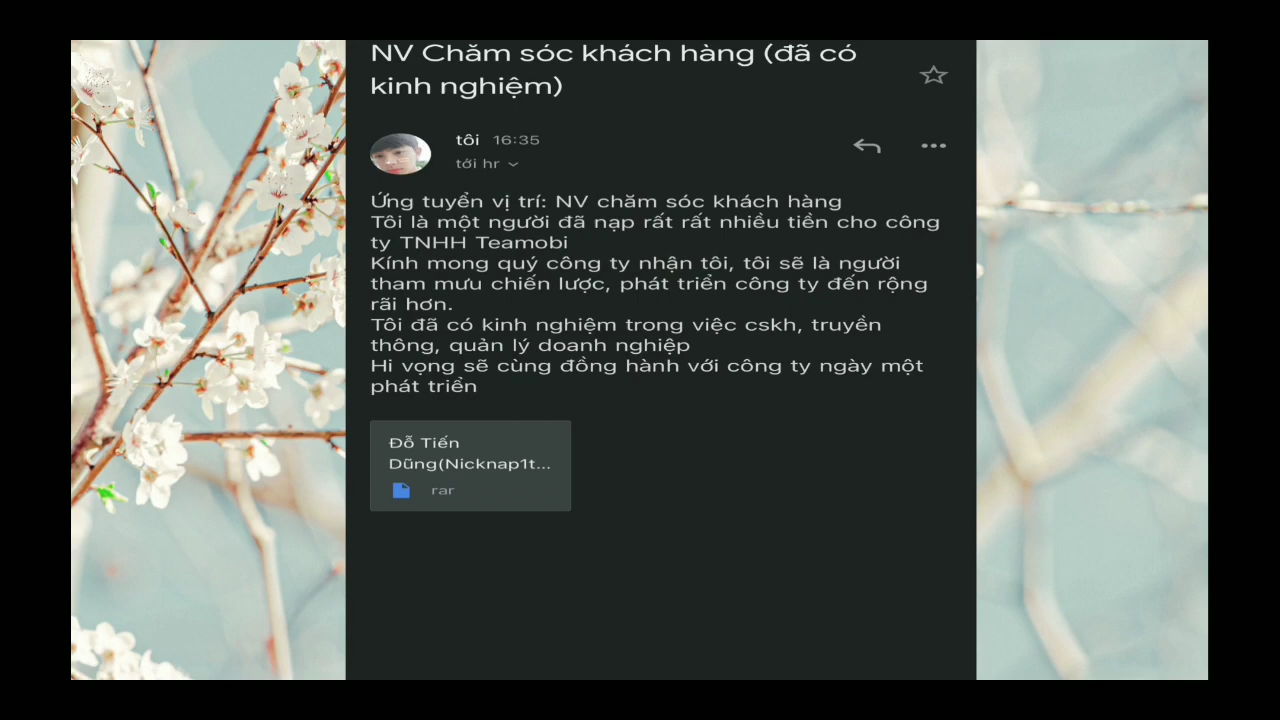 NV Chăm sóc khách hàng (đã có
kinh nghiệm)
tôi 16:35
tới hr
Ứng tuyển vị trí: NV chăm sóc khách hàng
Tôi là một người đã nạp rất rất nhiều tiền cho công
ty TNHH Teamobi
Kính mong quý công ty nhận tôi, tôi sẽ là người
tham mưu chiến lược, phát triển công ty đến rộng
rãi hơn.
Tôi đã có kinh nghiệm trong việc cskh, truyền
thông, quản lý doanh nghiệp
Hi vọng sẽ cùng đồng hành với công ty ngày một
phát triển
Đỗ Tiến
Dũng(Nicknap1t...
rar